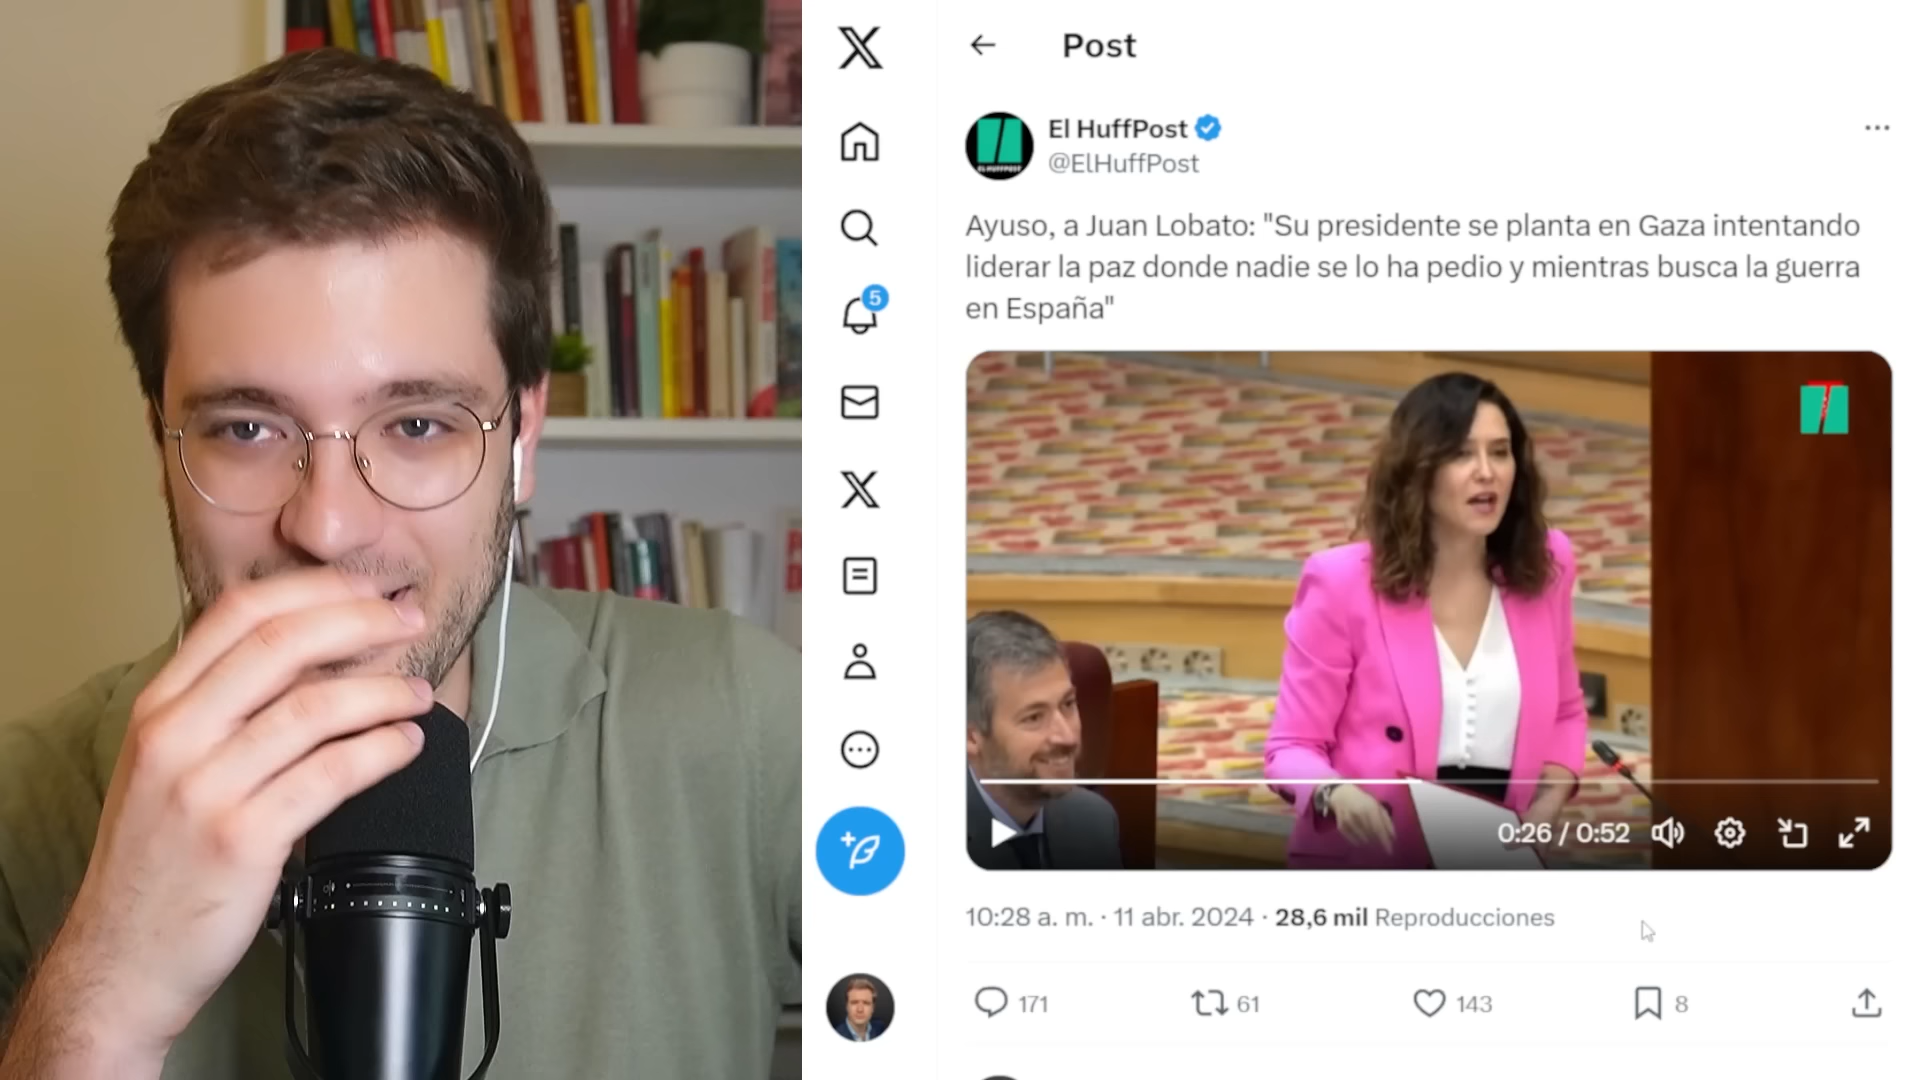 Post
El HuffPost
@ElHuffPost
Ayuso, a Juan Lobato: "Su presidente se planta en Gaza intentando
liderar la paz donde nadie se lo ha pedio y mientras busca la guerra
en España"
5
0:26 / 0:52
10:28 a. m. · 11 abr. 2024 · 28,6 mil Reproducciones
171
61
143
8